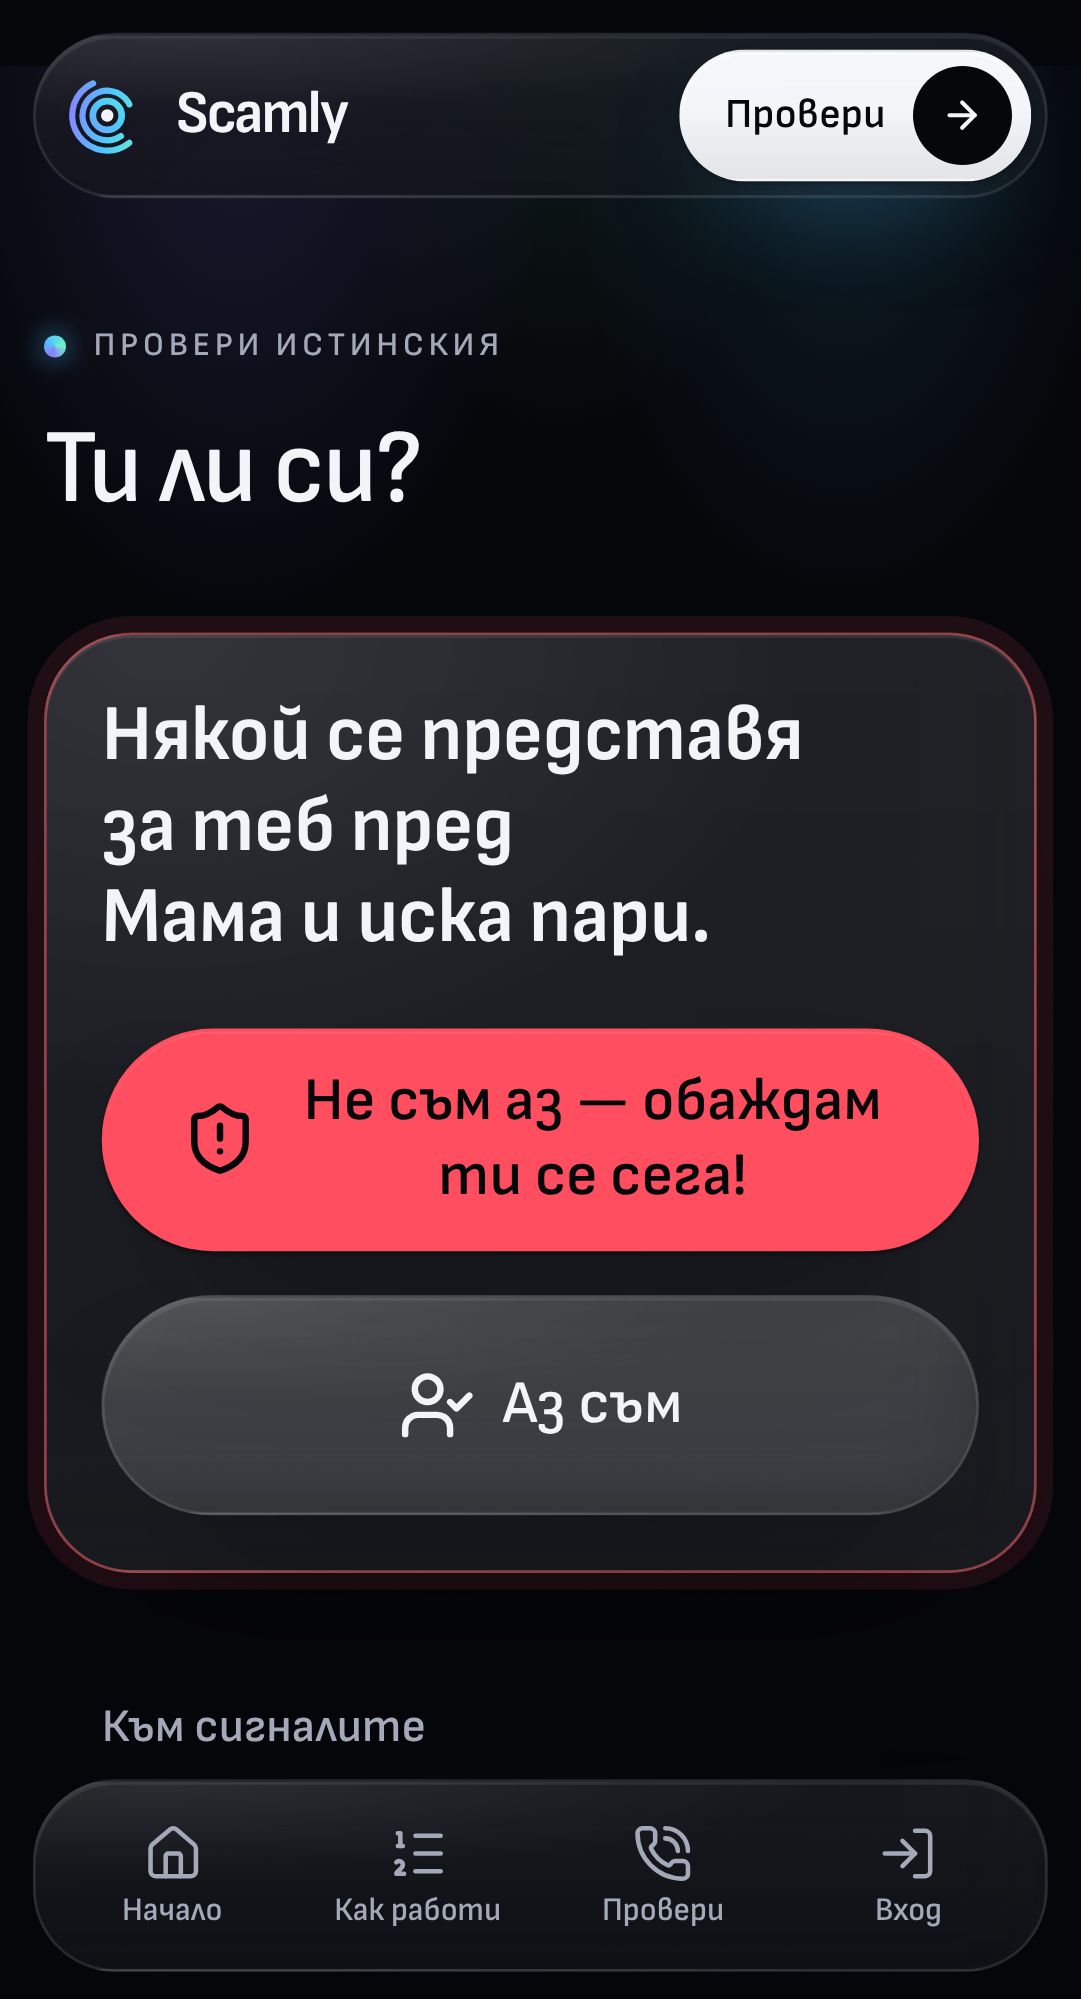 Scamly
Провери
ПРОВЕРИ ИСТИНСКИЯ
Ти ли си?
Някой се представя
за теб пред
Мама и иска пари.
Не съм аз — обаждам
ти се сега!
Аз съм
Към сигналите
Начало
Как работи
Провери
Вход